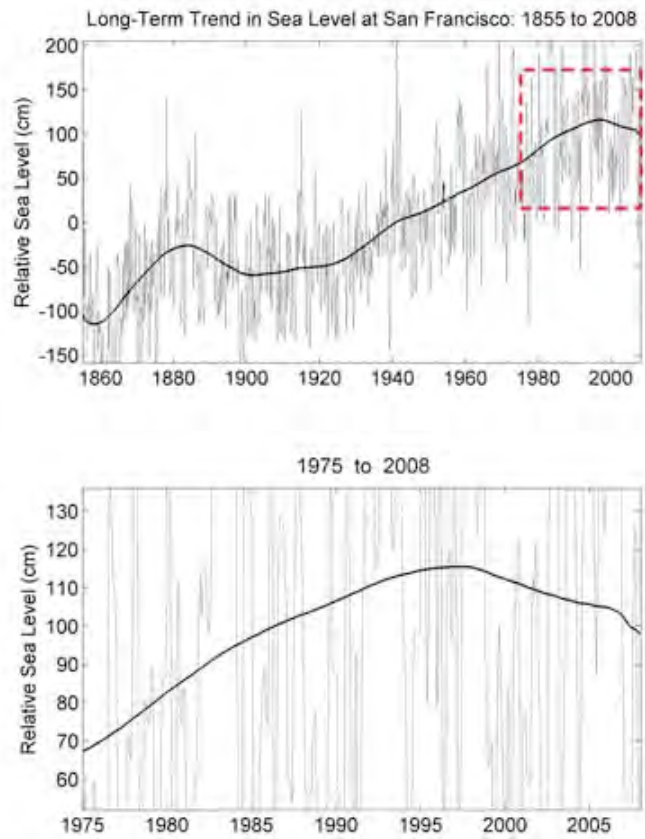 Long-Term Trend in Sea Level at San Francisco: 1855 to 2008
Relative Sea Level (cm)
200
150
100
50
0
-50
-100
-150
1860 1880 1900 1920 1940 1960 1980 2000
1975 to 2008
Relative Sea Level (cm)
130
120
110
100
90
80
70
60
1975 1980 1985 1990 1995 2000 2005